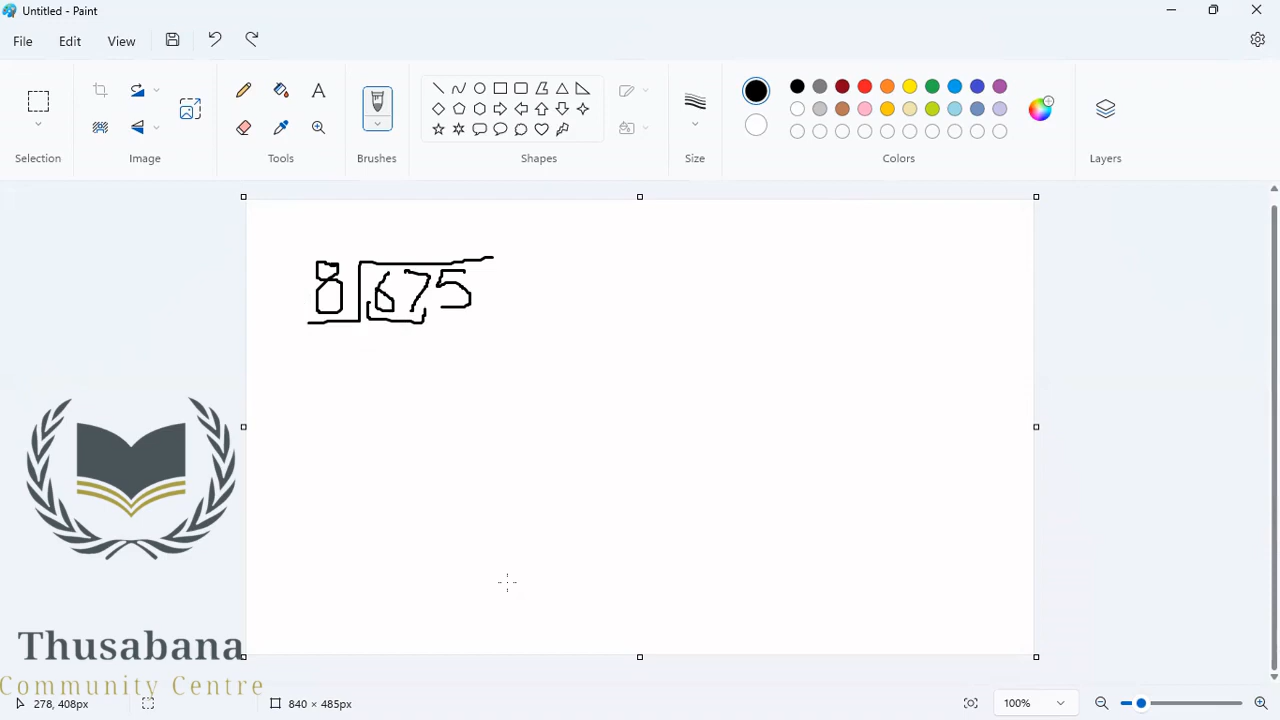 Untitled - Paint
File Edit View
Selection Image Tools Brushes Shapes Size Colors Layers
8 675
Thusabana
Community Centre
278, 408px 840 × 485px 100%